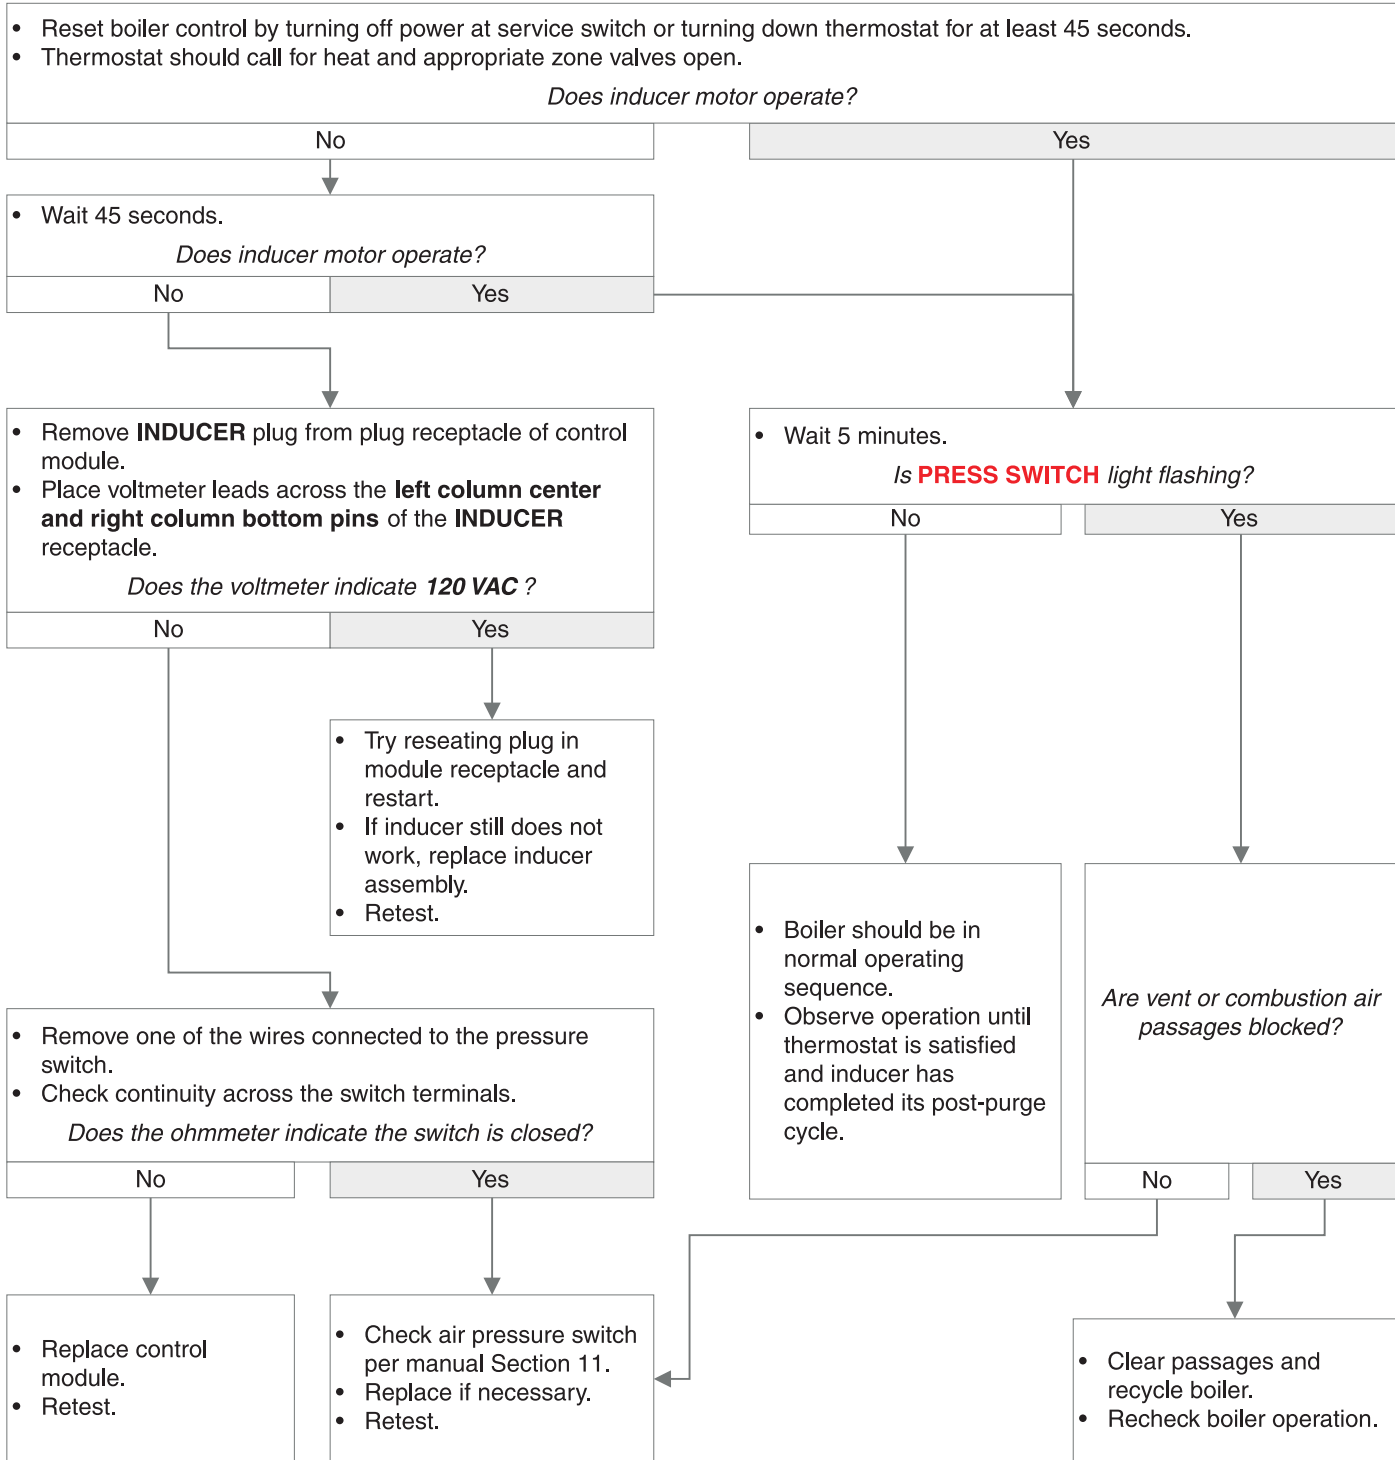 • Reset boiler control by turning off power at service switch or turning down thermostat for at least 45 seconds.
• Thermostat should call for heat and appropriate zone valves open.
Does inducer motor operate?
No
Yes
• Wait 45 seconds.
Does inducer motor operate?
No
Yes
• Remove INDUCER plug from plug receptacle of control
module.
• Place voltmeter leads across the left column center
and right column bottom pins of the INDUCER
receptacle.
Does the voltmeter indicate 120 VAC ?
No
Yes
• Wait 5 minutes.
Is PRESS SWITCH light flashing?
No
Yes
• Try reseating plug in
module receptacle and
restart.
• If inducer still does not
work, replace inducer
assembly.
• Retest.
• Boiler should be in
normal operating
sequence.
• Observe operation until
thermostat is satisfied
and inducer has
completed its post-purge
cycle.
Are vent or combustion air
passages blocked?
No
Yes
• Remove one of the wires connected to the pressure
switch.
• Check continuity across the switch terminals.
Does the ohmmeter indicate the switch is closed?
No
Yes
• Replace control
module.
• Retest.
• Check air pressure switch
per manual Section 11.
• Replace if necessary.
• Retest.
• Clear passages and
recycle boiler.
• Recheck boiler operation.